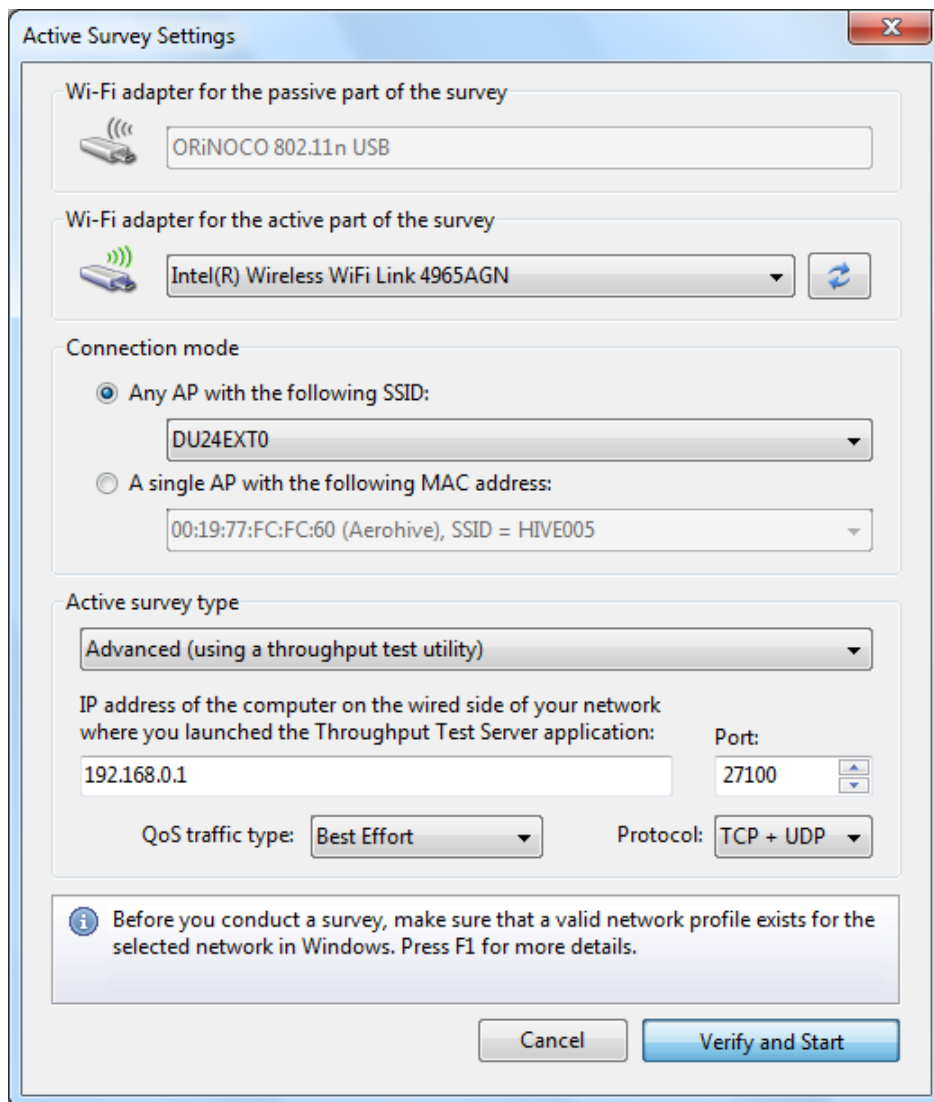 Active Survey Settings
Wi-Fi adapter for the passive part of the survey
ORiNOCO 802.11n USB
Wi-Fi adapter for the active part of the survey
Intel(R) Wireless WiFi Link 4965AGN
Connection mode
Any AP with the following SSID:
DU24EXT0
A single AP with the following MAC address:
00:19:77:FC:FC:60 (Aerohive), SSID = HIVE005
Active survey type
Advanced (using a throughput test utility)
IP address of the computer on the wired side of your network
where you launched the Throughput Test Server application:
Port:
192.168.0.1
27100
QoS traffic type:
Best Effort
Protocol:
TCP + UDP
Before you conduct a survey, make sure that a valid network profile exists for the
selected network in Windows. Press F1 for more details.
Cancel
Verify and Start